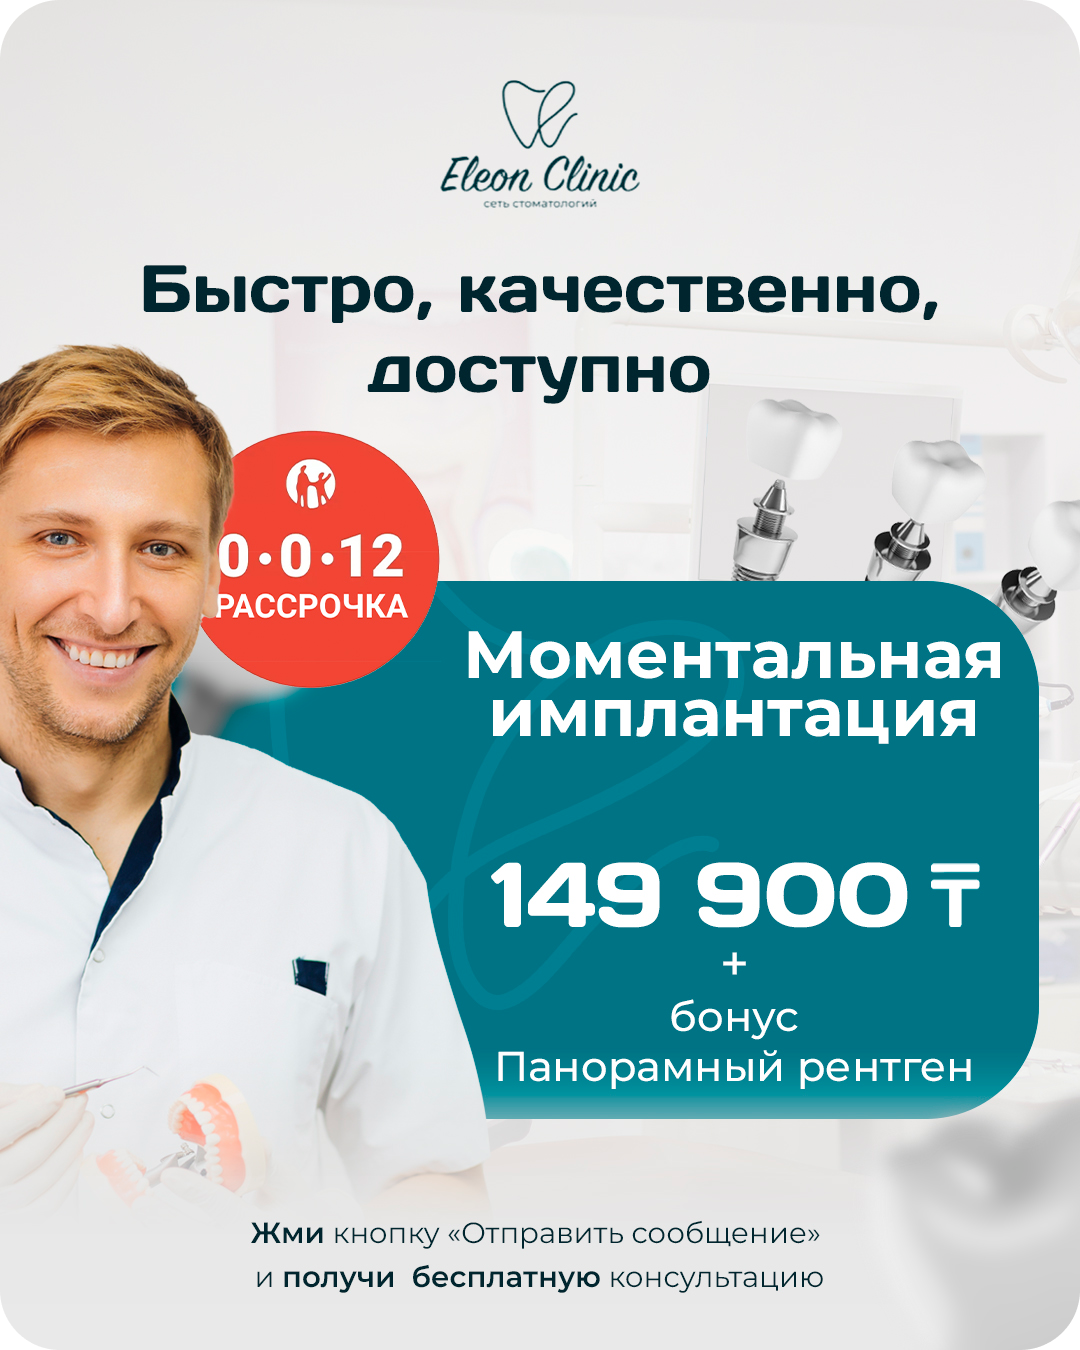 Eleon Clinic
сеть стоматологий
Быстро, качественно,
доступно
0•0•12
РАССРОЧКА
Моментальная
имплантация
149 900 ₸
+
бонус
Панорамный рентген
Жми кнопку «Отправить сообщение»
и получи бесплатную консультацию